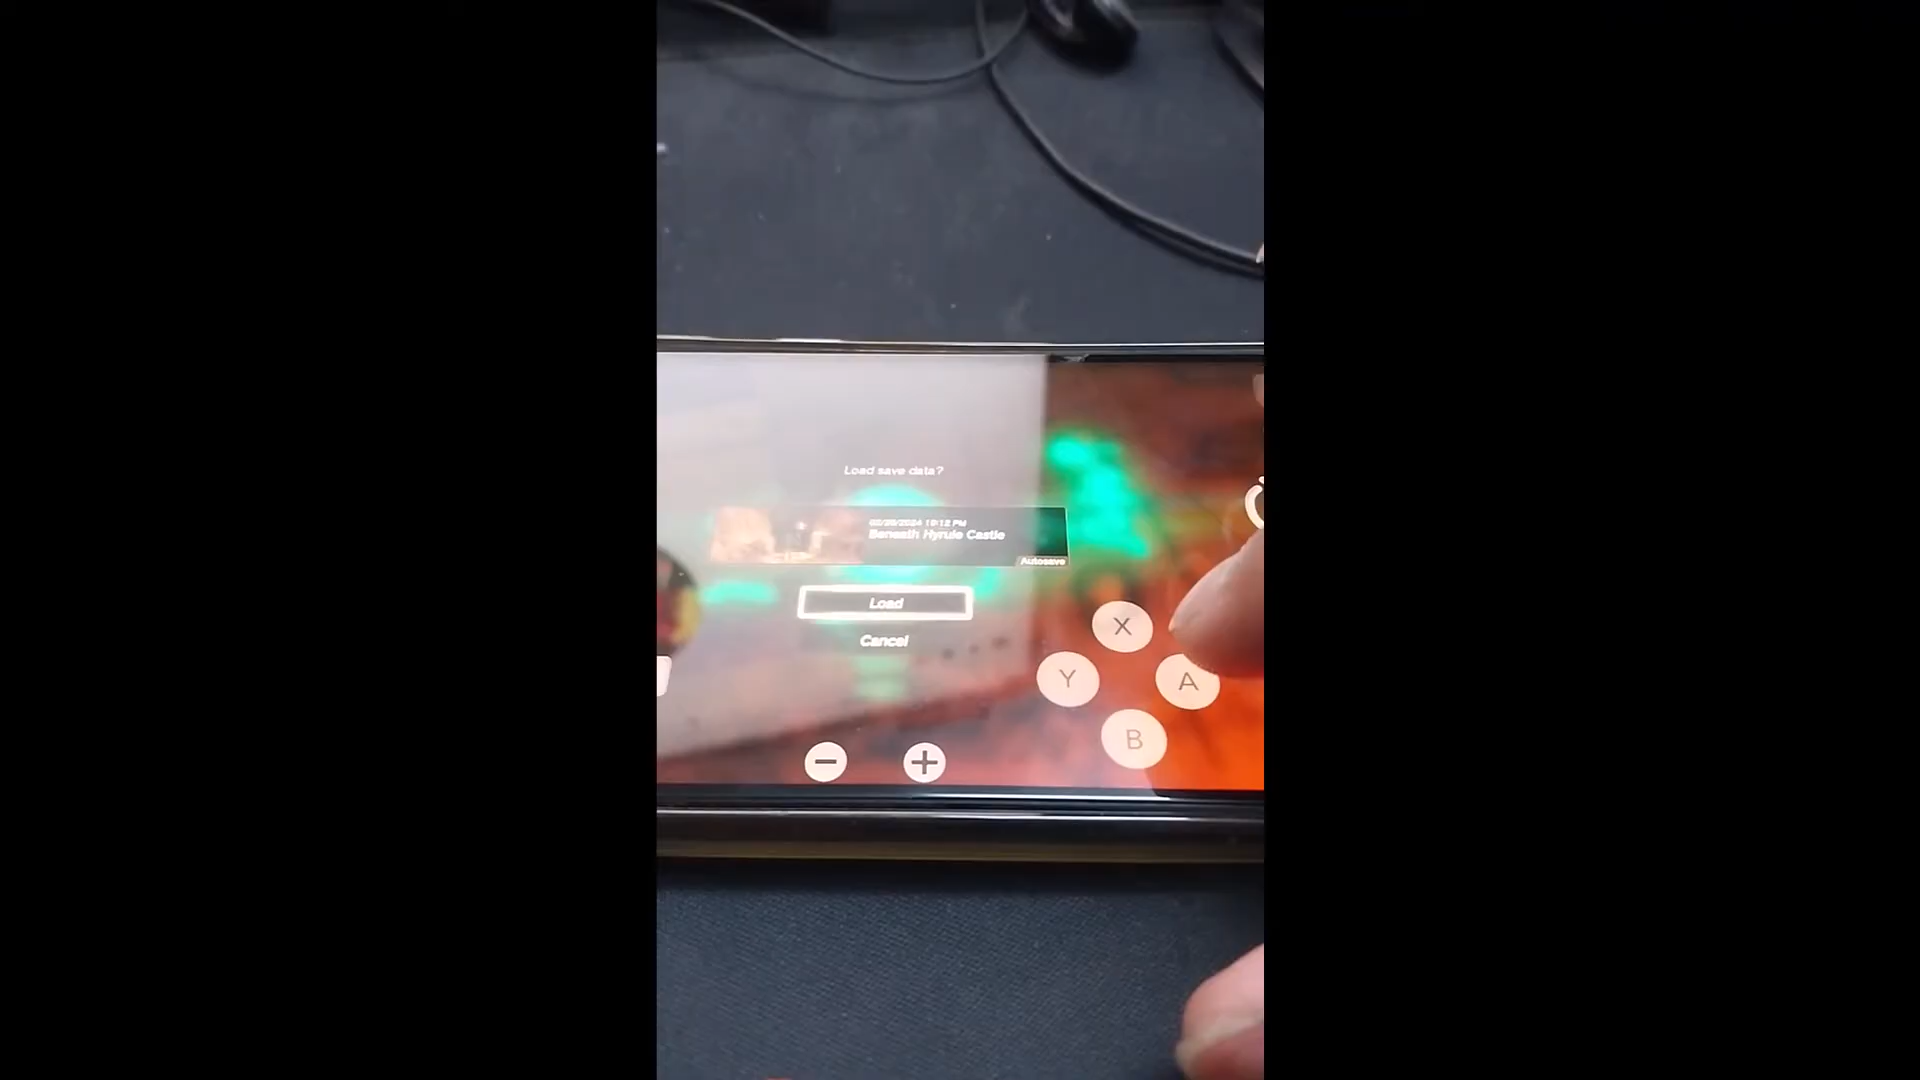 Load save data?
Beneath Hyrule Castle
Autosave
Load
Cancel
X
Y
A
B